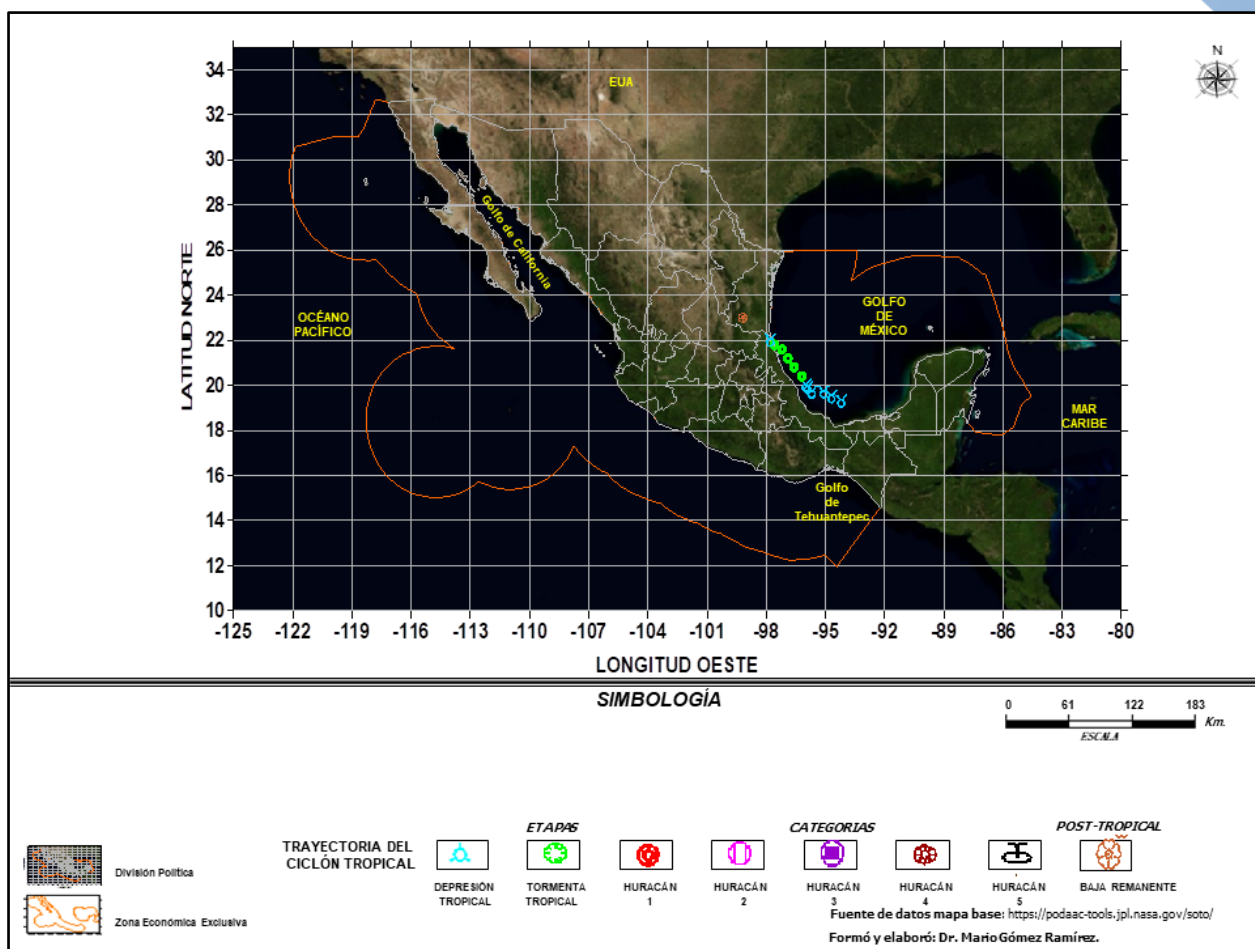 N
34
32
30
28
26
24
22
20
18
16
14
12
10
LATITUD NORTE
EUA
Golfo de California
OCÉANO
PACÍFICO
GOLFO
DE
MÉXICO
MAR
CARIBE
Golfo
de
Tehuantepec
-125 -122 -119 -116 -113 -110 -107 -104 -101 -98 -95 -92 -89 -86 -83 -80
LONGITUD OESTE
SIMBOLOGÍA
0 61 122 183
Km.
ESCALA
ETAPAS
CATEGORIAS
POST-TROPICAL
TRAYECTORIA DEL
CICLÓN TROPICAL
DEPRESIÓN
TROPICAL
TORMENTA
TROPICAL
HURACÁN
1
HURACÁN
2
HURACÁN
3
HURACÁN
4
HURACÁN
5
BAJA REMANENTE
División Política
Zona Económica Exclusiva
Fuente de datos mapa base: https://podaac-tools.jpl.nasa.gov/soto/
Formó y elaboró: Dr. Mario Gómez Ramírez.